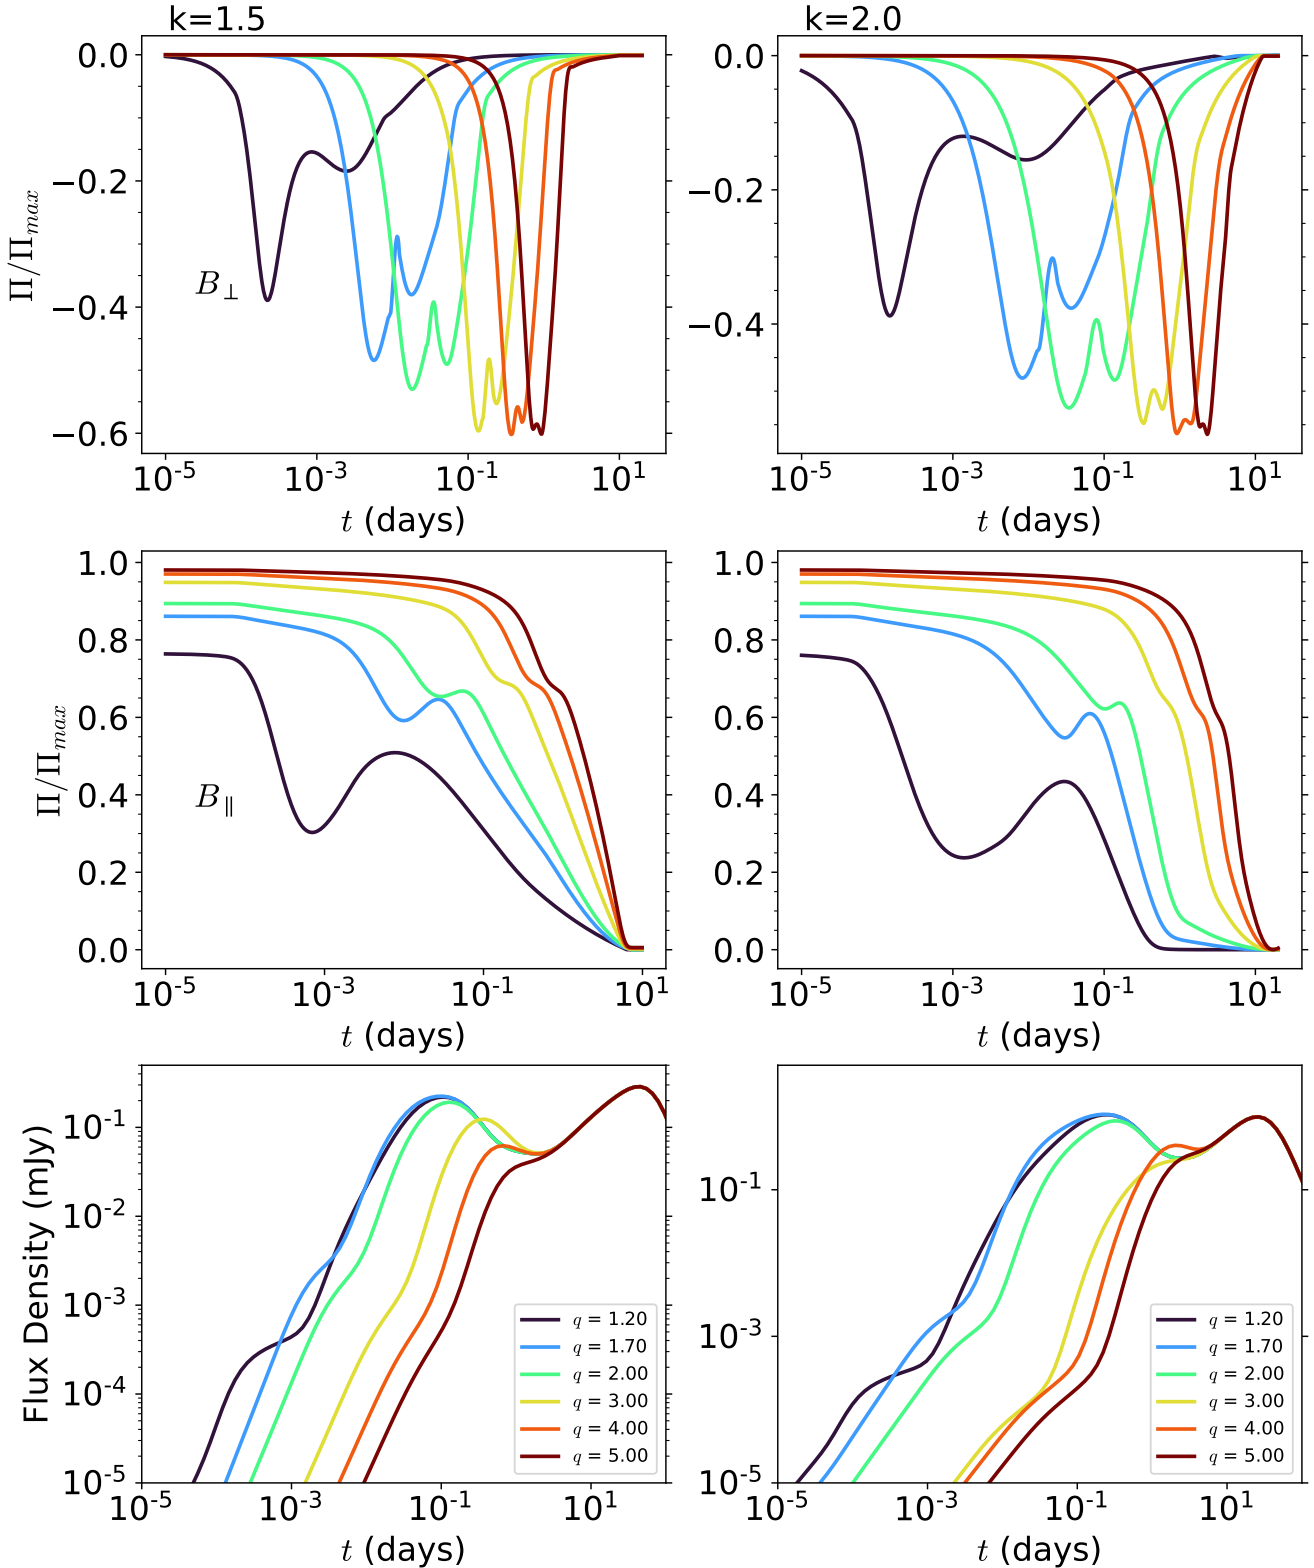 k=1.5
k=2.0
0.0
−0.2
−0.4
−0.6
Π/Π_max
B_⊥
10^-5
10^-3
10^-1
10^1
t (days)
0.0
−0.2
−0.4
10^-5
10^-3
10^-1
10^1
t (days)
1.0
0.8
0.6
0.4
0.2
0.0
Π/Π_max
B_∥
10^-5
10^-3
10^-1
10^1
t (days)
1.0
0.8
0.6
0.4
0.2
0.0
10^-5
10^-3
10^-1
10^1
t (days)
10^-1
10^-2
10^-3
10^-4
10^-5
Flux Density (mJy)
q = 1.20
q = 1.70
q = 2.00
q = 3.00
q = 4.00
q = 5.00
10^-5
10^-3
10^-1
10^1
t (days)
10^-1
10^-3
10^-5
q = 1.20
q = 1.70
q = 2.00
q = 3.00
q = 4.00
q = 5.00
10^-5
10^-3
10^-1
10^1
t (days)